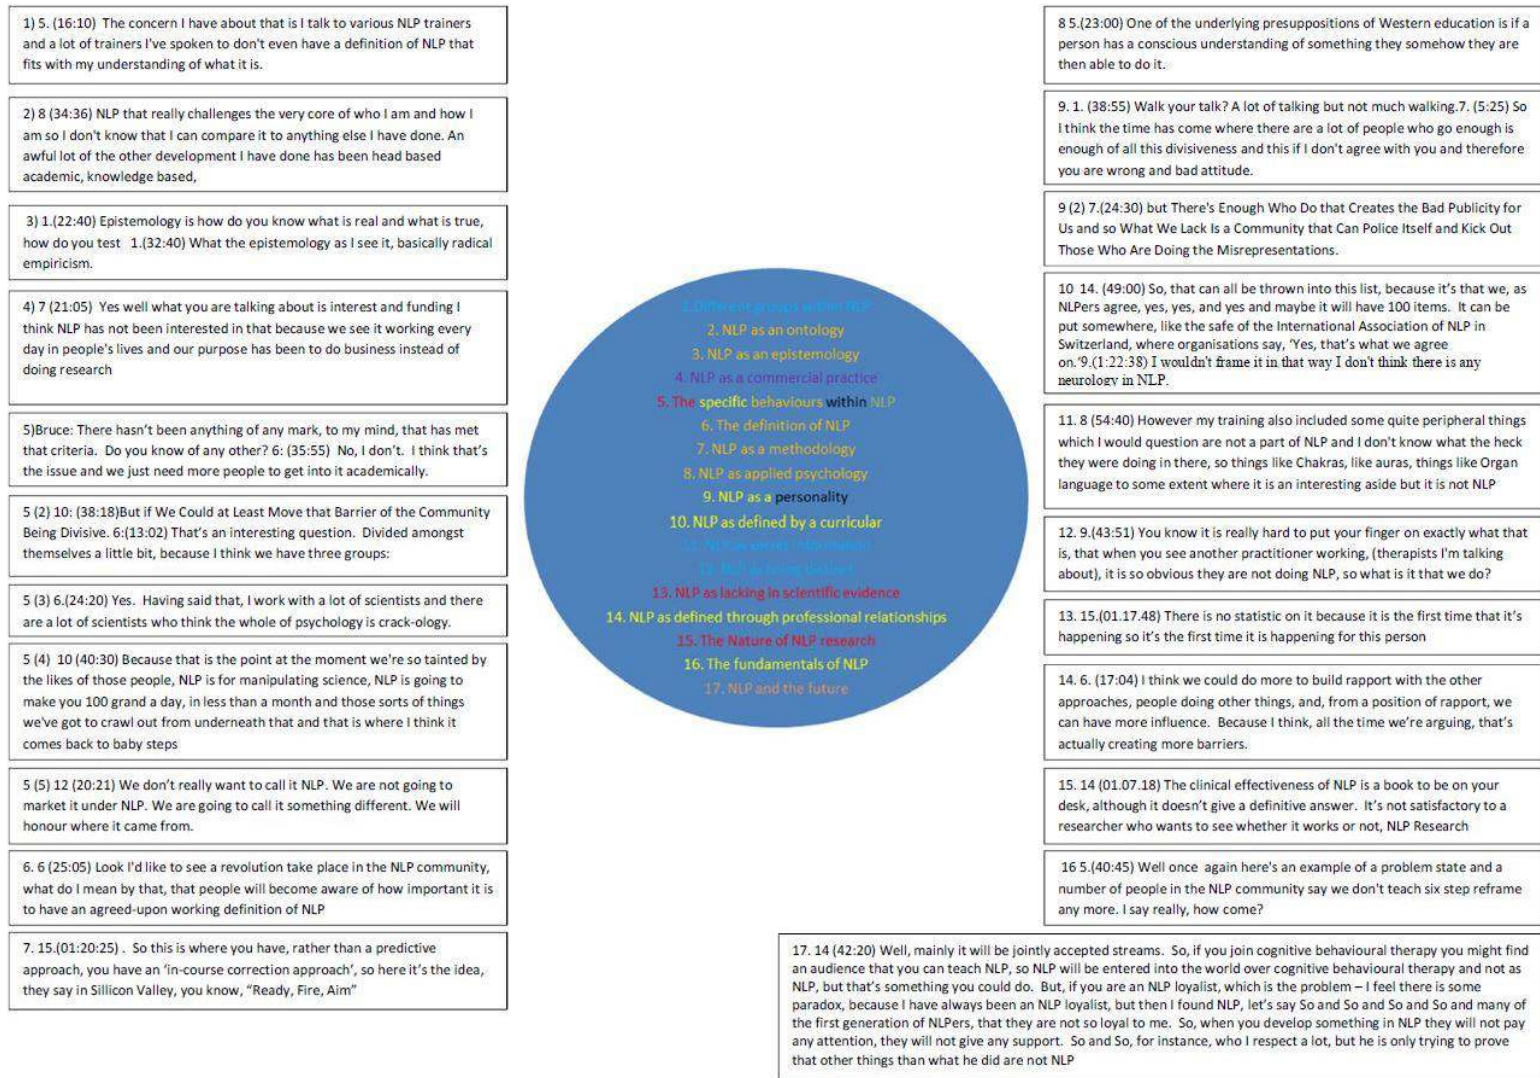 1) 5. (16:10)  The concern I have about that is I talk to various NLP trainers
and a lot of trainers I've spoken to don't even have a definition of NLP that
fits with my understanding of what it is.
2) 8 (34:36) NLP that really challenges the very core of who I am and how I
am so I don't know that I can compare it to anything else I have done. An
awful lot of the other development I have done has been head based
academic, knowledge based,
3) 1.(22:40) Epistemology is how do you know what is real and what is true,
how do you test  1.(32:40) What the epistemology as I see it, basically radical
empiricism.
4) 7 (21:05)  Yes well what you are talking about is interest and funding I
think NLP has not been interested in that because we see it working every
day in people's lives and our purpose has been to do business instead of
doing research
5)Bruce: There hasn't been anything of any mark, to my mind, that has met
that criteria.  Do you know of any other? 6: (35:55)  No, I don't.  I think that's
the issue and we just need more people to get into it academically.
5 (2) 10: (38:18)But if We Could at Least Move that Barrier of the Community
Being Divisive. 6:(13:02) That's an interesting question.  Divided amongst
themselves a little bit, because I think we have three groups:
5 (3) 6.(24:20) Yes.  Having said that, I work with a lot of scientists and there
are a lot of scientists who think the whole of psychology is crack-ology.
5 (4)  10 (40:30) Because that is the point at the moment we're so tainted by
the likes of those people, NLP is for manipulating science, NLP is going to
make you 100 grand a day, in less than a month and those sorts of things
we've got to crawl out from underneath that and that is where I think it
comes back to baby steps
5 (5) 12 (20:21) We don't really want to call it NLP. We are not going to
market it under NLP. We are going to call it something different. We will
honour where it came from.
6. 6 (25:05) Look I'd like to see a revolution take place in the NLP community,
what do I mean by that, that people will become aware of how important it is
to have an agreed-upon working definition of NLP
7. 15.(01:20:25) .  So this is where you have, rather than a predictive
approach, you have an 'in-course correction approach', so here it's the idea,
they say in Sillicon Valley, you know, "Ready, Fire, Aim"
1.Different groups within NLP
2. NLP as an ontology
3. NLP as an epistemology
4. NLP as a commercial practice
5. The specific behaviours within NLP
6. The definition of NLP
7. NLP as a methodology
8. NLP as applied psychology
9. NLP as a personality
10. NLP as defined by a curricular
11. NLP as secret information
12. NLP as being distinct
13. NLP as lacking in scientific evidence
14. NLP as defined through professional relationships
15. The Nature of NLP research
16. The fundamentals of NLP
17. NLP and the future
8 5.(23:00) One of the underlying presuppositions of Western education is if a
person has a conscious understanding of something they somehow they are
then able to do it.
9. 1. (38:55) Walk your talk? A lot of talking but not much walking.7. (5:25) So
I think the time has come where there are a lot of people who go enough is
enough of all this divisiveness and this if I don't agree with you and therefore
you are wrong and bad attitude.
9 (2) 7.(24:30) but There's Enough Who Do that Creates the Bad Publicity for
Us and so What We Lack Is a Community that Can Police Itself and Kick Out
Those Who Are Doing the Misrepresentations.
10  14. (49:00) So, that can all be thrown into this list, because it's that we, as
NLPers agree, yes, yes, and yes and maybe it will have 100 items.  It can be
put somewhere, like the safe of the International Association of NLP in
Switzerland, where organisations say, 'Yes, that's what we agree
on.'9.(1:22:38) I wouldn't frame it in that way I don't think there is any
neurology in NLP.
11. 8 (54:40) However my training also included some quite peripheral things
which I would question are not a part of NLP and I don't know what the heck
they were doing in there, so things like Chakras, like auras, things like Organ
language to some extent where it is an interesting aside but it is not NLP
12. 9.(43:51) You know it is really hard to put your finger on exactly what that
is, that when you see another practitioner working, (therapists I'm talking
about), it is so obvious they are not doing NLP, so what is it that we do?
13. 15.(01.17.48) There is no statistic on it because it is the first time that it's
happening so it's the first time it is happening for this person
14. 6. (17:04) I think we could do more to build rapport with the other
approaches, people doing other things, and, from a position of rapport, we
can have more influence.  Because I think, all the time we're arguing, that's
actually creating more barriers.
15. 14 (01.07.18) The clinical effectiveness of NLP is a book to be on your
desk, although it doesn't give a definitive answer.  It's not satisfactory to a
researcher who wants to see whether it works or not, NLP Research
16 5.(40:45) Well once  again here's an example of a problem state and a
number of people in the NLP community say we don't teach six step reframe
any more. I say really, how come?
17. 14 (42:20) Well, mainly it will be jointly accepted streams.  So, if you join cognitive behavioural therapy you might find
an audience that you can teach NLP, so NLP will be entered into the world over cognitive behavioural therapy and not as
NLP, but that's something you could do.  But, if you are an NLP loyalist, which is the problem – I feel there is some
paradox, because I have always been an NLP loyalist, but then I found NLP, let's say So and So and So and So and many of
the first generation of NLPers, that they are not so loyal to me.  So, when you develop something in NLP they will not pay
any attention, they will not give any support.  So and So, for instance, who I respect a lot, but he is only trying to prove
that other things than what he did are not NLP